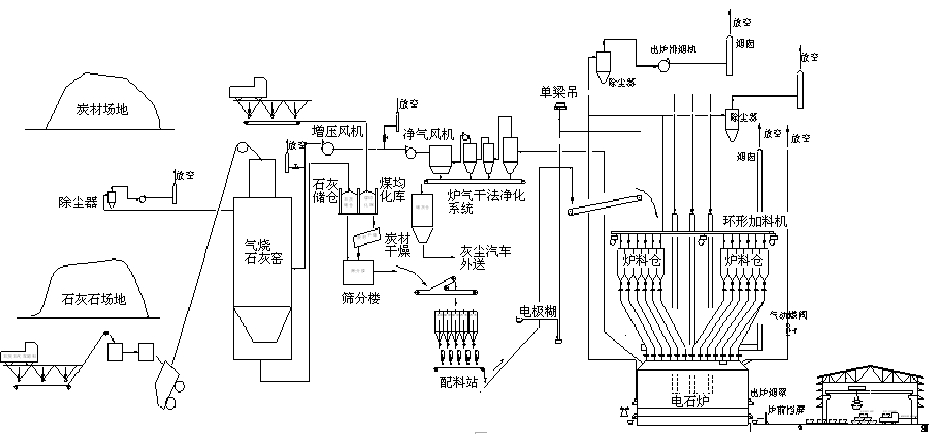 放空
出炉排烟机
烟囱
放空
除尘器
单梁吊
炭材场地
放空
增压风机
净气风机
除尘器
放空
放空
放空
烟囱
放空
除尘器
石灰
储仓
煤均
化库
炉气干法净化
系统
环形加料机
气烧
石灰窑
炭材
干燥
灰尘汽车
外送
炉料仓
炉料仓
筛分楼
石灰石场地
电极糊
气动蝶阀
配料站
电石炉
出炉烟罩